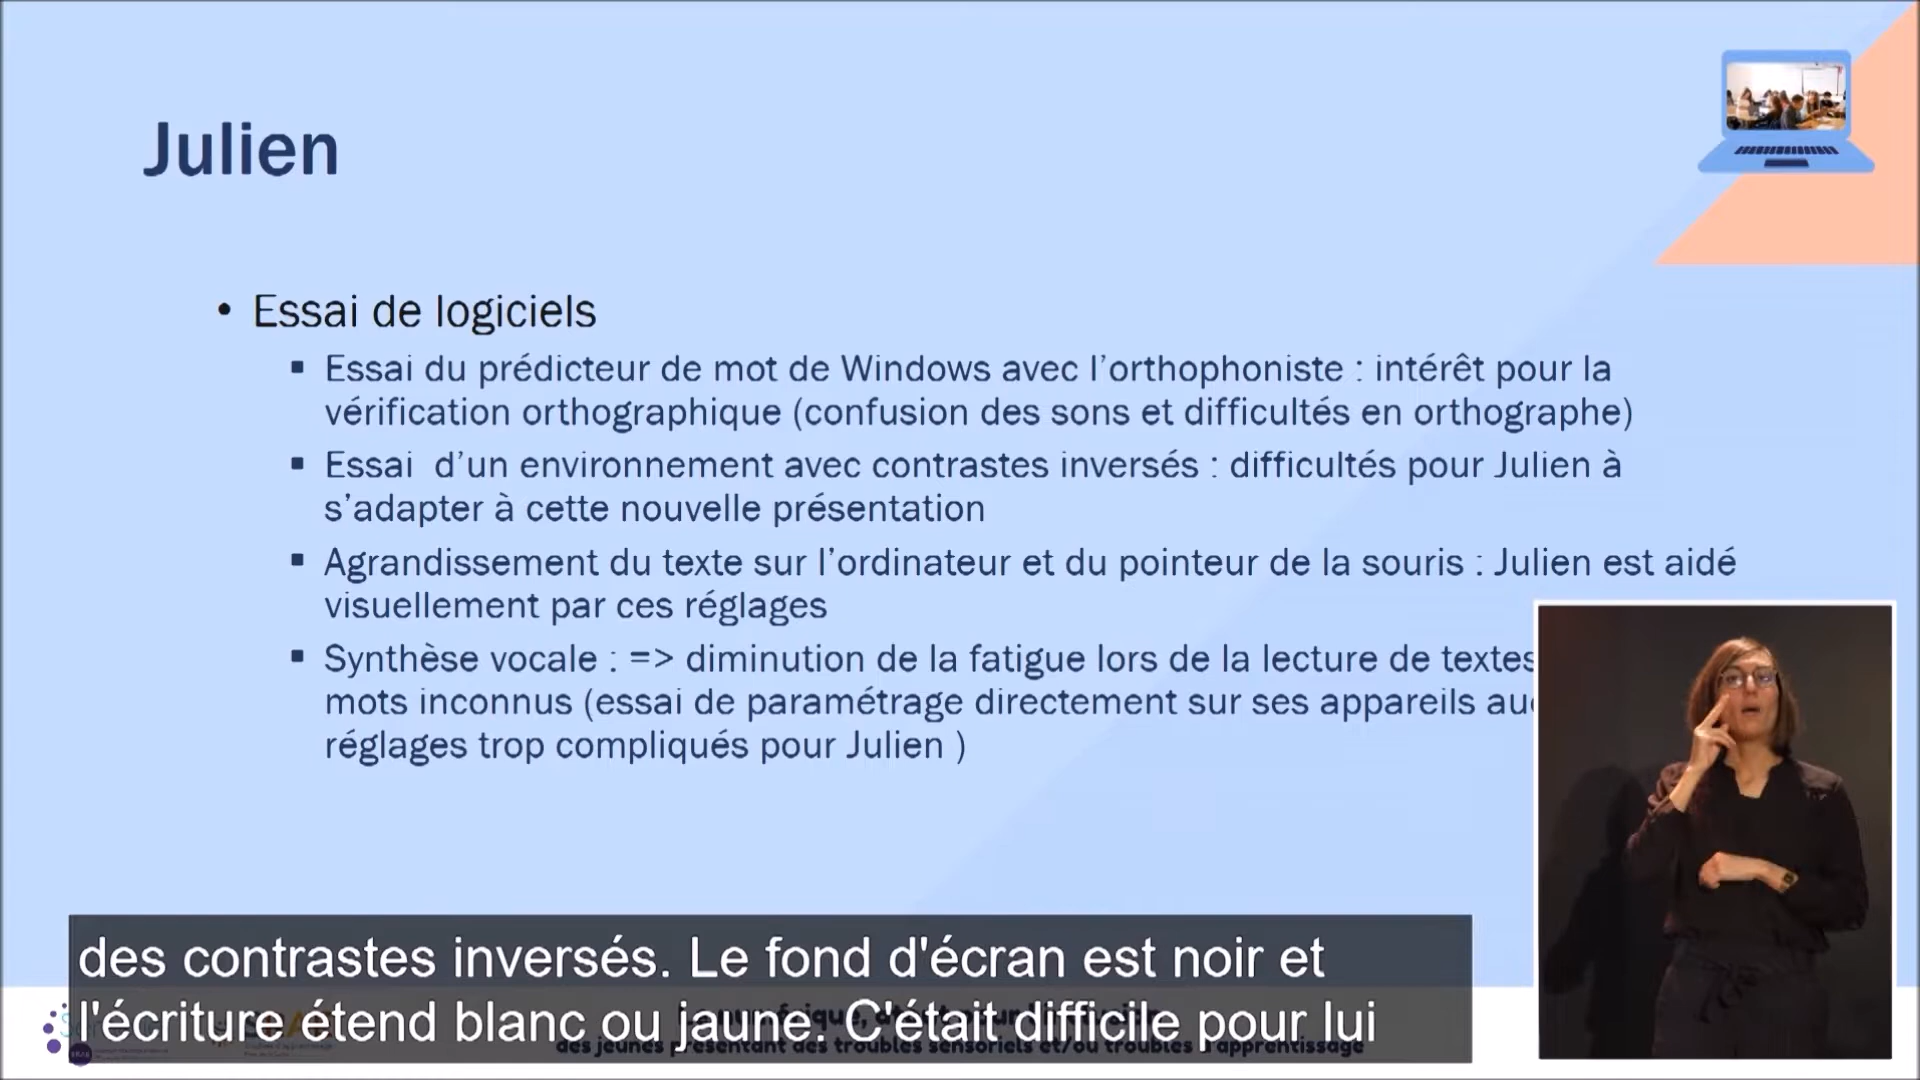 Julien
• Essai de logiciels
▪ Essai du prédicteur de mot de Windows avec l'orthophoniste : intérêt pour la
vérification orthographique (confusion des sons et difficultés en orthographe)
▪ Essai d'un environnement avec contrastes inversés : difficultés pour Julien à
s'adapter à cette nouvelle présentation
▪ Agrandissement du texte sur l'ordinateur et du pointeur de la souris : Julien est aidé
visuellement par ces réglages
▪ Synthèse vocale : => diminution de la fatigue lors de la lecture de textes
mots inconnus (essai de paramétrage directement sur ses appareils
réglages trop compliqués pour Julien )
des contrastes inversés. Le fond d'écran est noir et
l'écriture étend blanc ou jaune. C'était difficile pour lui
des jeunes présentant des troubles sensoriels et/ou troubles d'apprentissage